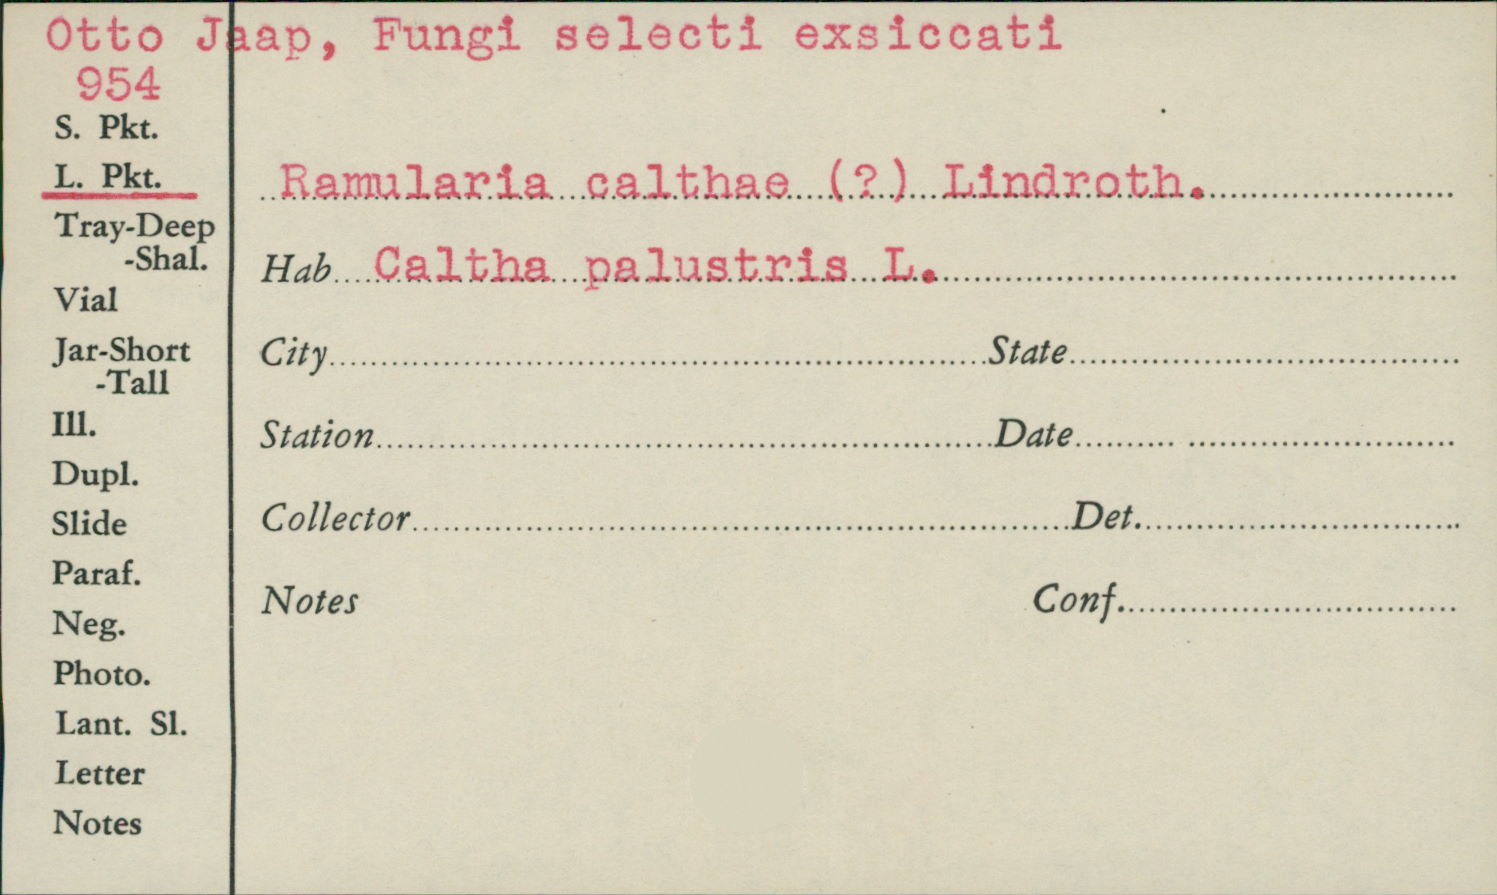 Otto Jaap, Fungi selecti exsiccati
954
S. Pkt.
L. Pkt.
Tray-Deep
-Shal.
Vial
Jar-Short
-Tall
Ill.
Dupl.
Slide
Paraf.
Neg.
Photo.
Lant. Sl.
Letter
Notes
Ramularia calthae (?) Lindroth.
Hab. Caltha palustris L.
City State
Station Date
Collector Det.
Notes Conf.